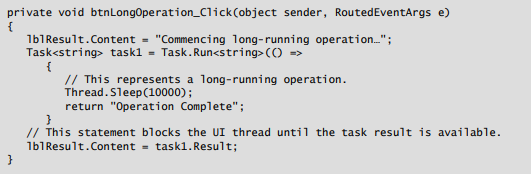 private void btnLongOperation_Click(object sender, RoutedEventArgs e)
{
lblResult.Content = "Commencing long-running operation…";
Task<string> task1 = Task.Run<string>(() =>
{
// This represents a long-running operation.
Thread.Sleep(10000);
return "Operation Complete";
}
// This statement blocks the UI thread until the task result is available.
lblResult.Content = task1.Result;
}